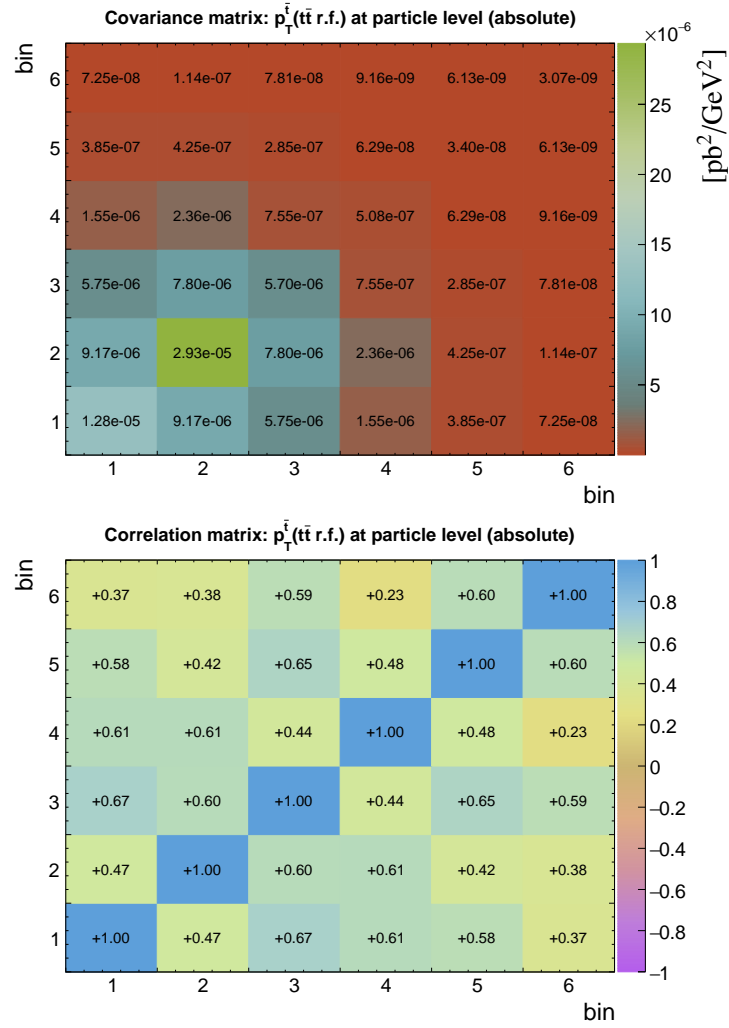 Covariance matrix: p_T^t̄(tt̄ r.f.) at particle level (absolute)
×10⁻⁶
bin
[pb²/GeV²]
6 7.25e-08 1.14e-07 7.81e-08 9.16e-09 6.13e-09 3.07e-09
5 3.85e-07 4.25e-07 2.85e-07 6.29e-08 3.40e-08 6.13e-09
4 1.55e-06 2.36e-06 7.55e-07 5.08e-07 6.29e-08 9.16e-09
3 5.75e-06 7.80e-06 5.70e-06 7.55e-07 2.85e-07 7.81e-08
2 9.17e-06 2.93e-05 7.80e-06 2.36e-06 4.25e-07 1.14e-07
1 1.28e-05 9.17e-06 5.75e-06 1.55e-06 3.85e-07 7.25e-08
1 2 3 4 5 6
bin
25
20
15
10
5
Correlation matrix: p_T^t̄(tt̄ r.f.) at particle level (absolute)
bin
6 +0.37 +0.38 +0.59 +0.23 +0.60 +1.00
5 +0.58 +0.42 +0.65 +0.48 +1.00 +0.60
4 +0.61 +0.61 +0.44 +1.00 +0.48 +0.23
3 +0.67 +0.60 +1.00 +0.44 +0.65 +0.59
2 +0.47 +1.00 +0.60 +0.61 +0.42 +0.38
1 +1.00 +0.47 +0.67 +0.61 +0.58 +0.37
1 2 3 4 5 6
bin
1
0.8
0.6
0.4
0.2
0
−0.2
−0.4
−0.6
−0.8
−1